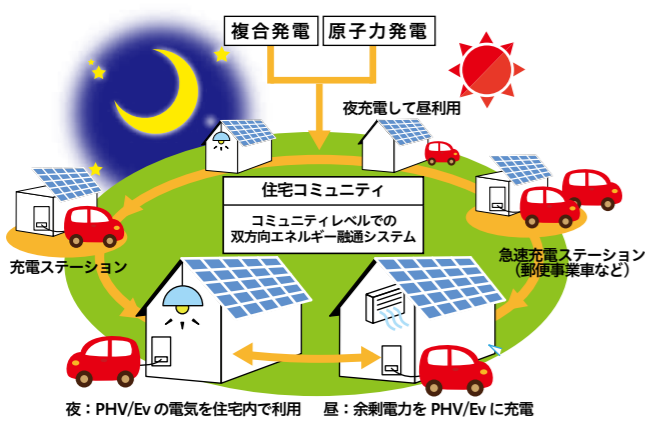 複合発電
原子力発電
夜充電して昼利用
住宅コミュニティ
コミュニティレベルでの
双方向エネルギー融通システム
充電ステーション
急速充電ステーション
（郵便事業車など）
夜：PHV/Evの電気を住宅内で利用
昼：余剰電力をPHV/Evに充電